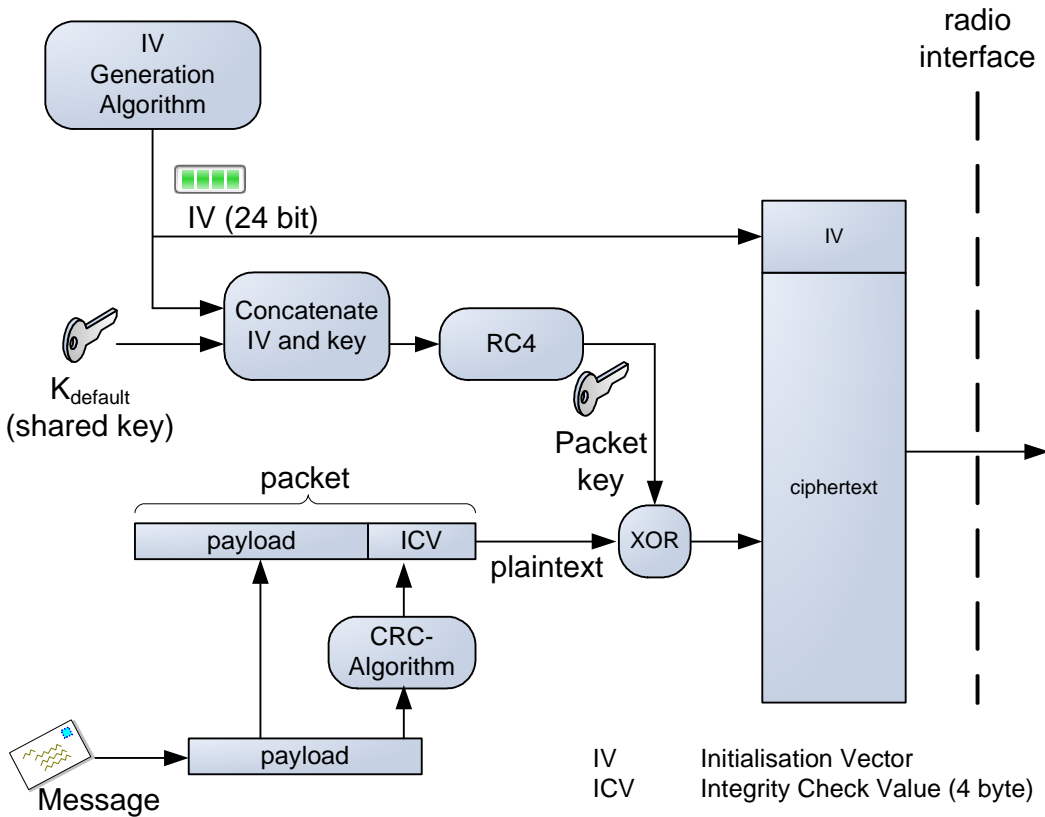 IV
Generation
Algorithm
radio
interface
IV (24 bit)
IV
Concatenate
IV and key
RC4
Kdefault
(shared key)
Packet
key
packet
ciphertext
payload
ICV
XOR
plaintext
CRC-
Algorithm
payload
Message
IV Initialisation Vector
ICV Integrity Check Value (4 byte)